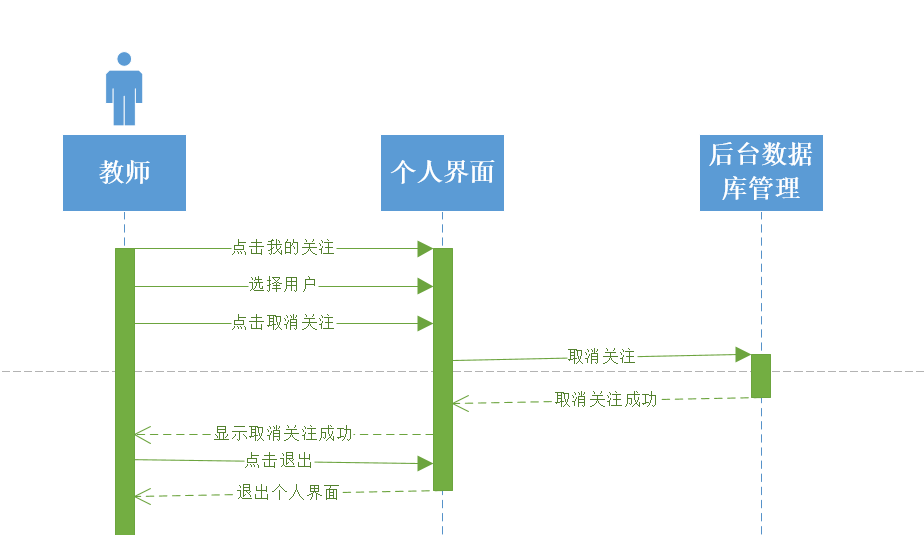 教师
个人界面
后台数据
库管理
点击我的关注
选择用户
点击取消关注
取消关注
取消关注成功
显示取消关注成功
点击退出
退出个人界面